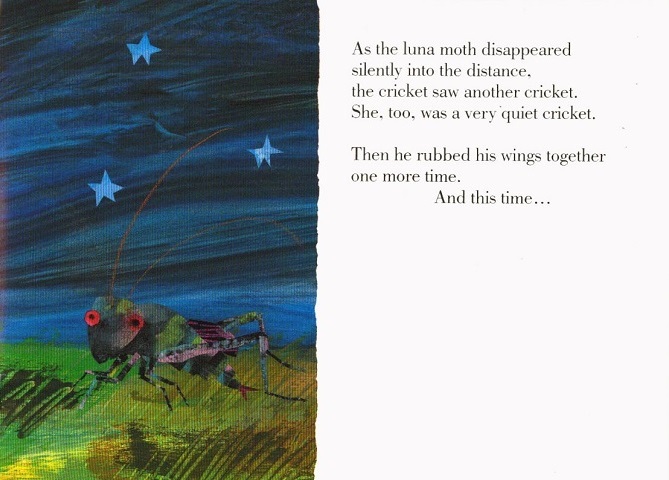 As the luna moth disappeared
silently into the distance,
the cricket saw another cricket.
She, too, was a very quiet cricket.
Then he rubbed his wings together
one more time.
And this time...